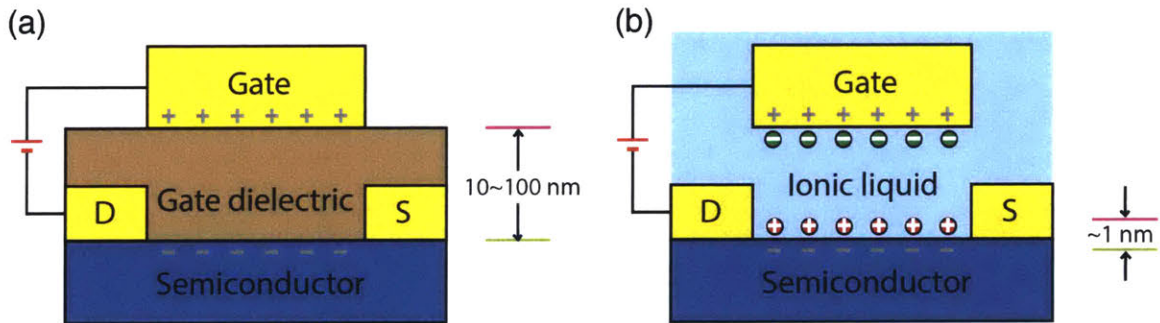 (a)
Gate
+ + + + + +
10~100 nm
Gate dielectric
D
S
Semiconductor
(b)
Gate
+ + + + + +
− − − − − −
Ionic liquid
D
S
+ + + + + +
~1 nm
Semiconductor